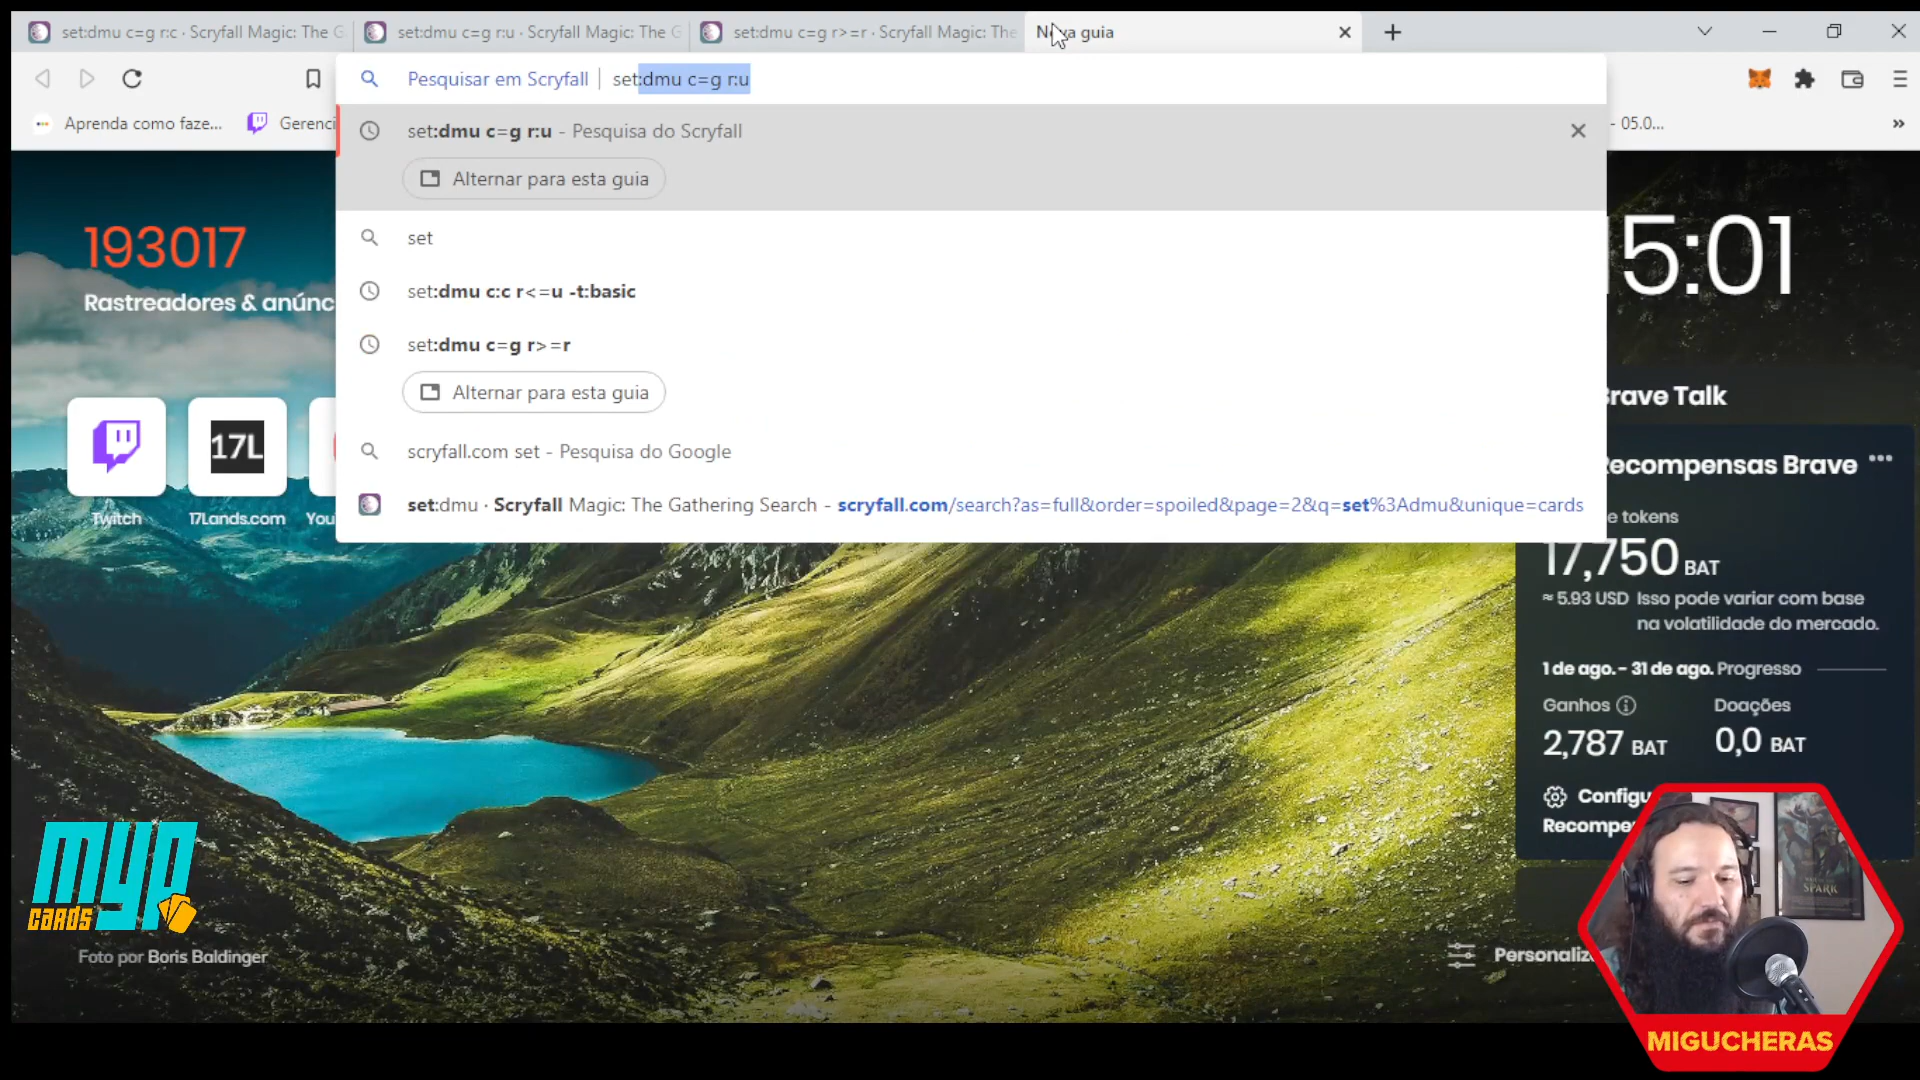 set:dmu c=g r:c · Scryfall Magic: The G
set:dmu c=g r:u · Scryfall Magic: The G
set:dmu c=g r>=r · Scryfall Magic: The
Nova guia
Pesquisar em Scryfall | set:dmu c=g r:u
Aprenda como faze...
Gerenci
- 05.0...
set:dmu c=g r:u - Pesquisa do Scryfall
Alternar para esta guia
set
set:dmu c:c r<=u -t:basic
set:dmu c=g r>=r
Alternar para esta guia
scryfall.com set - Pesquisa do Google
set:dmu · Scryfall Magic: The Gathering Search - scryfall.com/search?as=full&order=spoiled&page=2&q=set%3Admu&unique=cards
193017
Rastreadores & anúnc
15:01
Twitch
17L
17Lands.com
You
Brave Talk
Recompensas Brave
e tokens
17,750 BAT
≈ 5.93 USD Isso pode variar com base
na volatilidade do mercado.
1 de ago. - 31 de ago. Progresso
Ganhos
Doações
2,787 BAT
0,0 BAT
Configu
Recompe
Personaliz
myp
cards
Foto por Boris Baldinger
SPARK
MIGUCHERAS